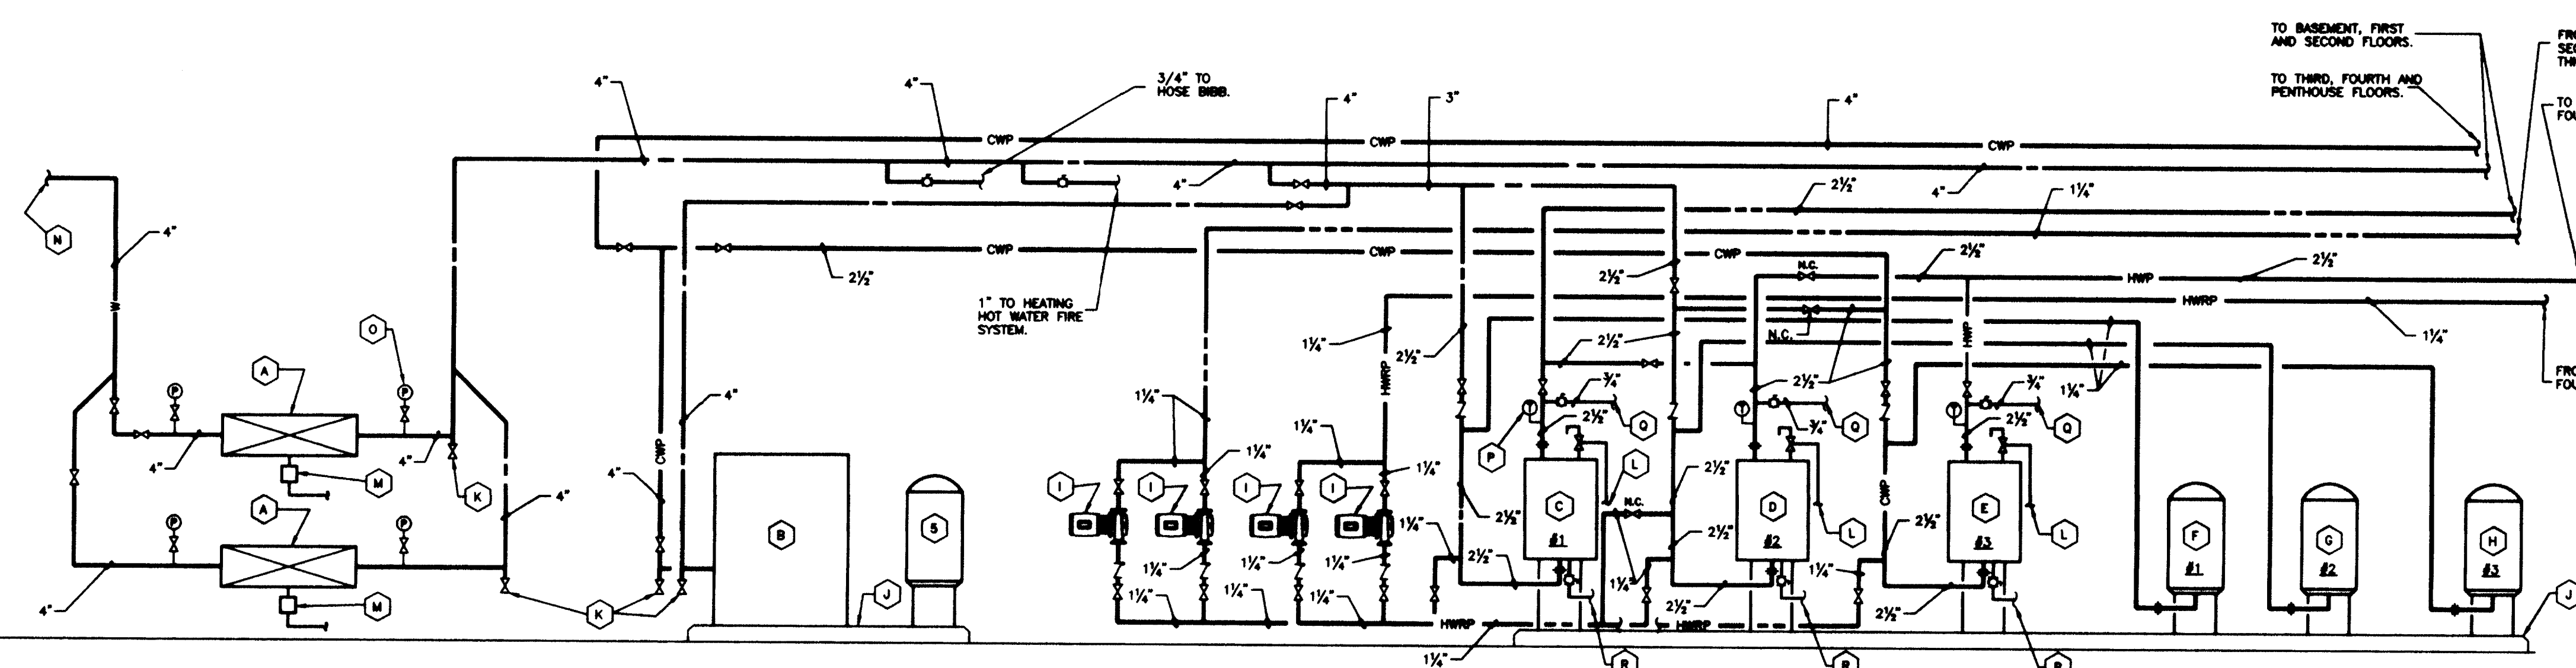 TO BASEMENT, FIRST
AND SECOND FLOORS.
TO THIRD, FOURTH AND
PENTHOUSE FLOORS.
3/4" TO
HOSE BIBB.
4"
4"
4"
3"
4"
CWP
CWP
CWP
4"
4"
2½"
1¼"
N
4"
CWP
CWP
CWP
2½"
2½"
N.C.
2½"
HWP
2½"
1" TO HEATING
HOT WATER FIRE
SYSTEM.
HWRP
W
O
1¼"
2½"
2½"
N.C.
HWP
1¼"
P
A
P
HWRP
1¼"
4"
1¼"
2½"
¾"
¾"
¾"
1¼"
1¼"
2½"
2½"
Q
Q
Q
P
4"
4"
M
K
CWP
4"
1¼"
1¼"
L
2½"
CWP
A
4"
I
I
I
I
C
#1
N.C.
D
#2
L
E
#3
L
P
P
B
5
1¼"
2½"
2½"
2½"
F
#1
G
#2
H
#3
1¼"
1¼"
1¼"
1¼"
2½"
1¼"
1¼"
4"
M
K
J
1¼"
1¼"
2½"
2½"
J
HWRP
1¼"
HWRP
1¼"
R
R
R